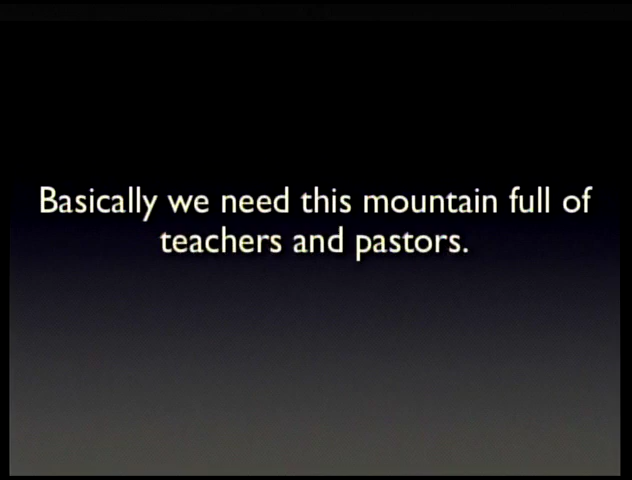 Basically we need this mountain full of
teachers and pastors.